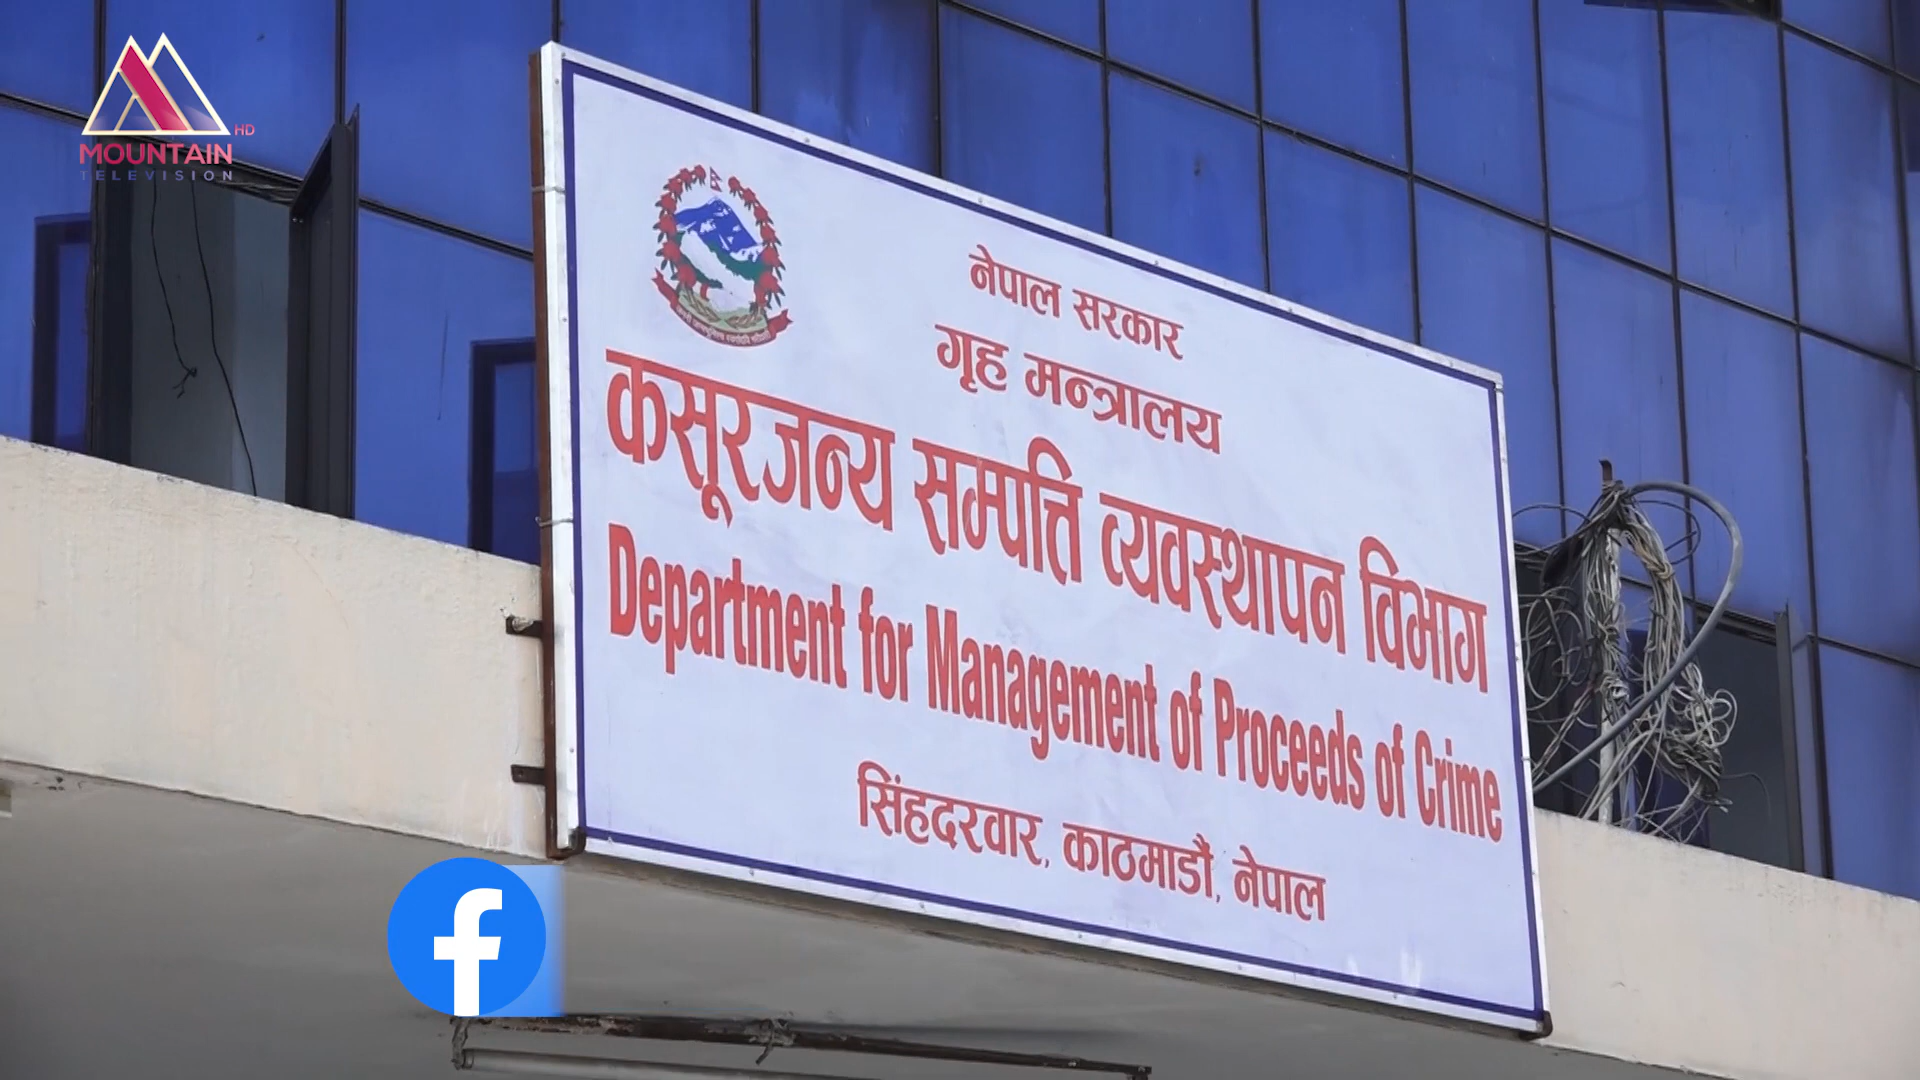 MOUNTAIN HD
TELEVISION
नेपाल सरकार
गृह मन्त्रालय
कसूरजन्य सम्पत्ति व्यवस्थापन विभाग
Department for Management of Proceeds of Crime
सिंहदरवार, काठमाडौं, नेपाल